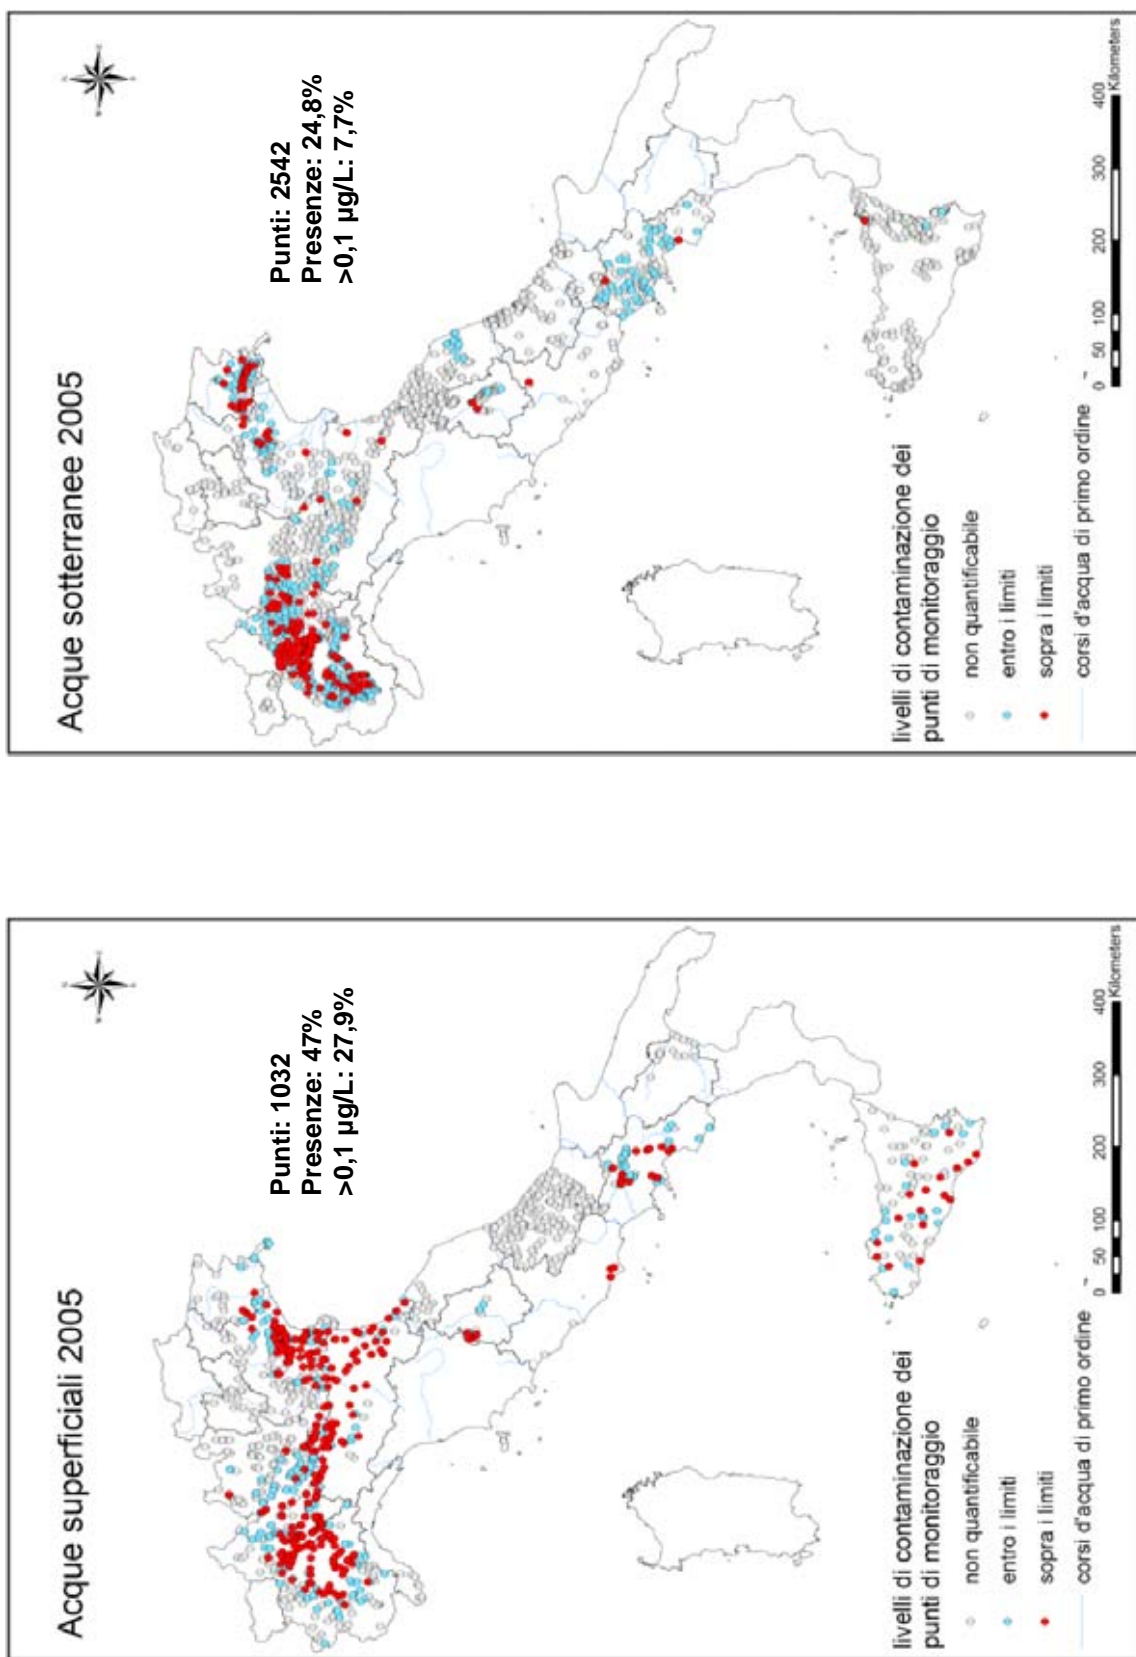 Acque superficiali 2005
Punti: 1032
Presenze: 47%
>0,1 µg/L: 27,9%
livelli di contaminazione dei
punti di monitoraggio
non quantificabile
entro i limiti
sopra i limiti
corsi d'acqua di primo ordine
0 50 100 200 300 400
Kilometers
Acque sotterranee 2005
Punti: 2542
Presenze: 24,8%
>0,1 µg/L: 7,7%
livelli di contaminazione dei
punti di monitoraggio
non quantificabile
entro i limiti
sopra i limiti
corsi d'acqua di primo ordine
0 50 100 200 300 400
Kilometers